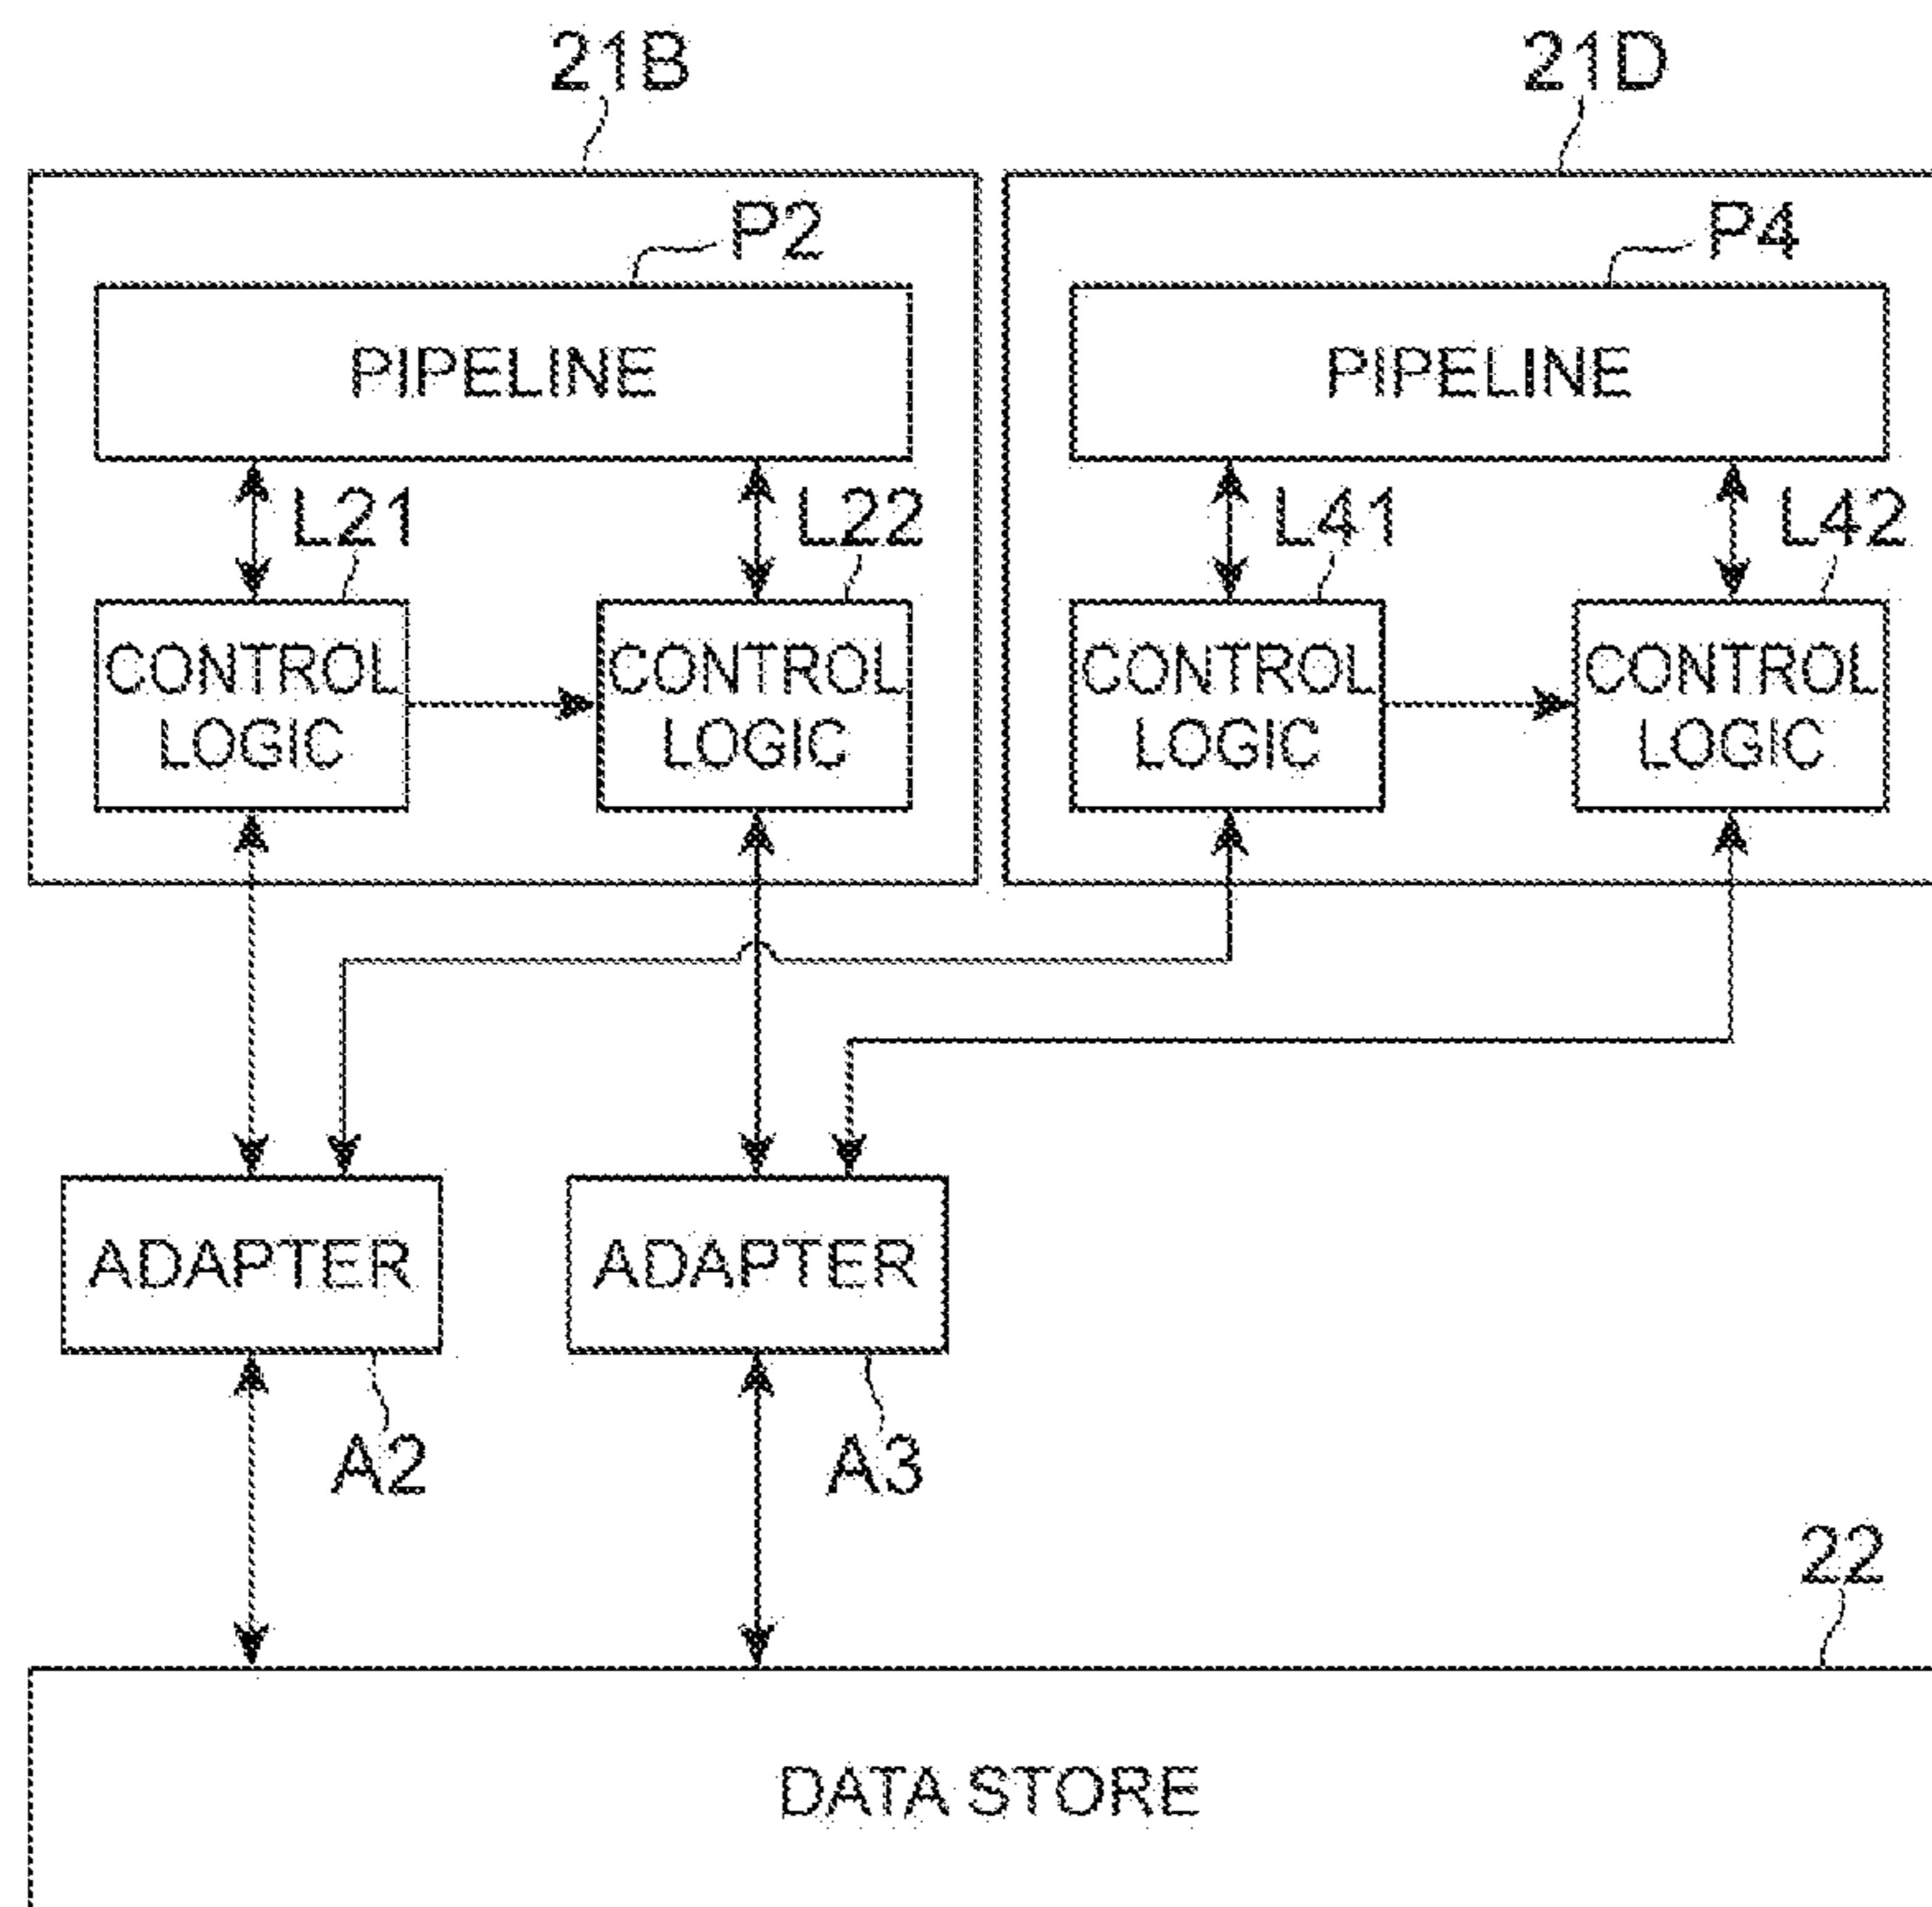 21B
21D
P2
P4
PIPELINE
PIPELINE
L21
L22
L41
L42
CONTROL
LOGIC
CONTROL
LOGIC
CONTROL
LOGIC
CONTROL
LOGIC
ADAPTER
ADAPTER
A2
A3
22
DATA STORE